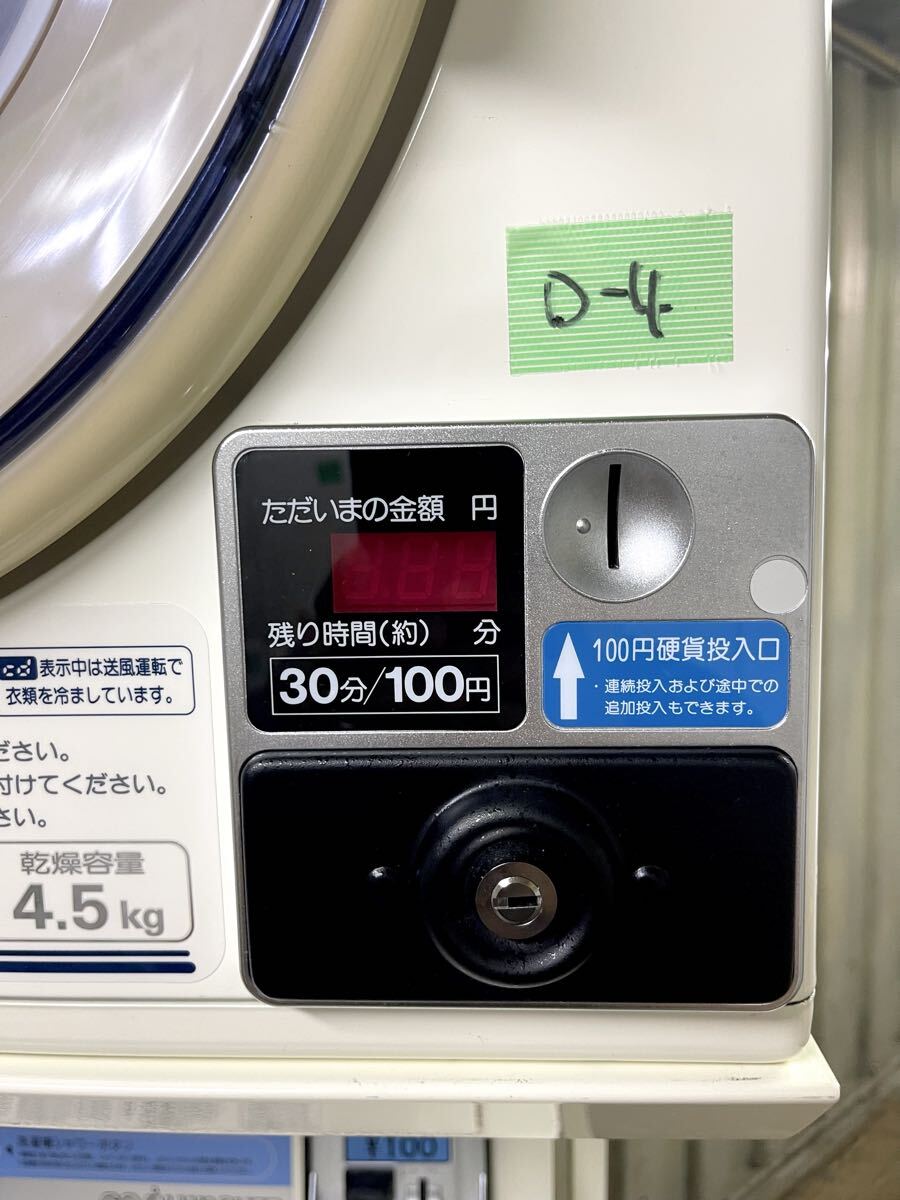 D-4
ただいまの金額 円
残り時間(約) 分
30分/100円
100円硬貨投入口
・連続投入および途中での
追加投入もできます。
表示中は送風運転で
衣類を冷ましています。
ださい。
付けてください。
さい。
乾燥容量
4.5kg
¥100